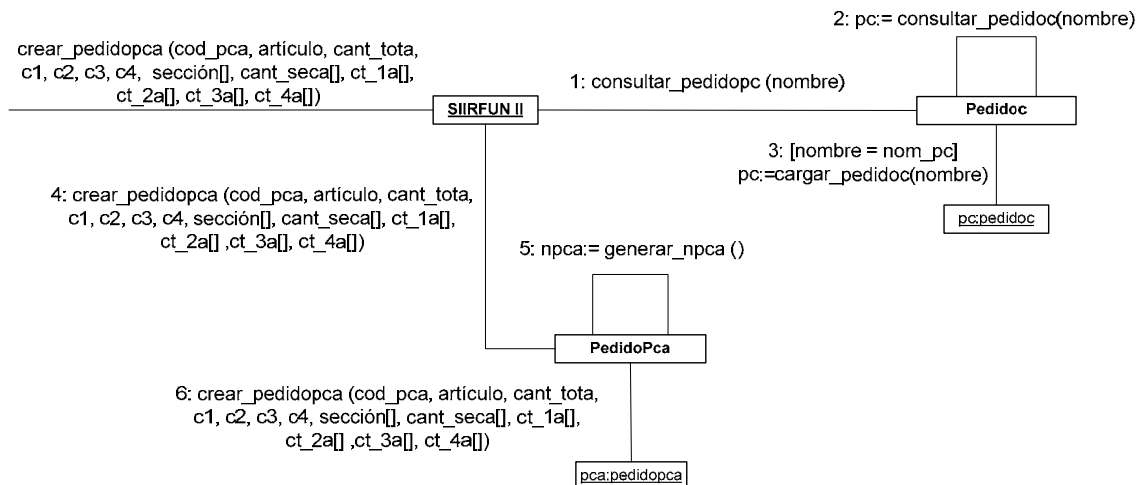 2: pc:= consultar_pedidoc(nombre)
crear_pedidopca (cod_pca, artículo, cant_tota,
c1, c2, c3, c4, sección[], cant_seca[], ct_1a[],
ct_2a[], ct_3a[], ct_4a[])
1: consultar_pedidopc (nombre)
SIIRFUN II
Pedidoc
3: [nombre = nom_pc]
pc:=cargar_pedidoc(nombre)
4: crear_pedidopca (cod_pca, artículo, cant_tota,
c1, c2, c3, c4, sección[], cant_seca[], ct_1a[],
ct_2a[] ,ct_3a[], ct_4a[])
pc:pedidoc
5: npca:= generar_npca ()
PedidoPca
6: crear_pedidopca (cod_pca, artículo, cant_tota,
c1, c2, c3, c4, sección[], cant_seca[], ct_1a[],
ct_2a[] ,ct_3a[], ct_4a[])
pca:pedidopca